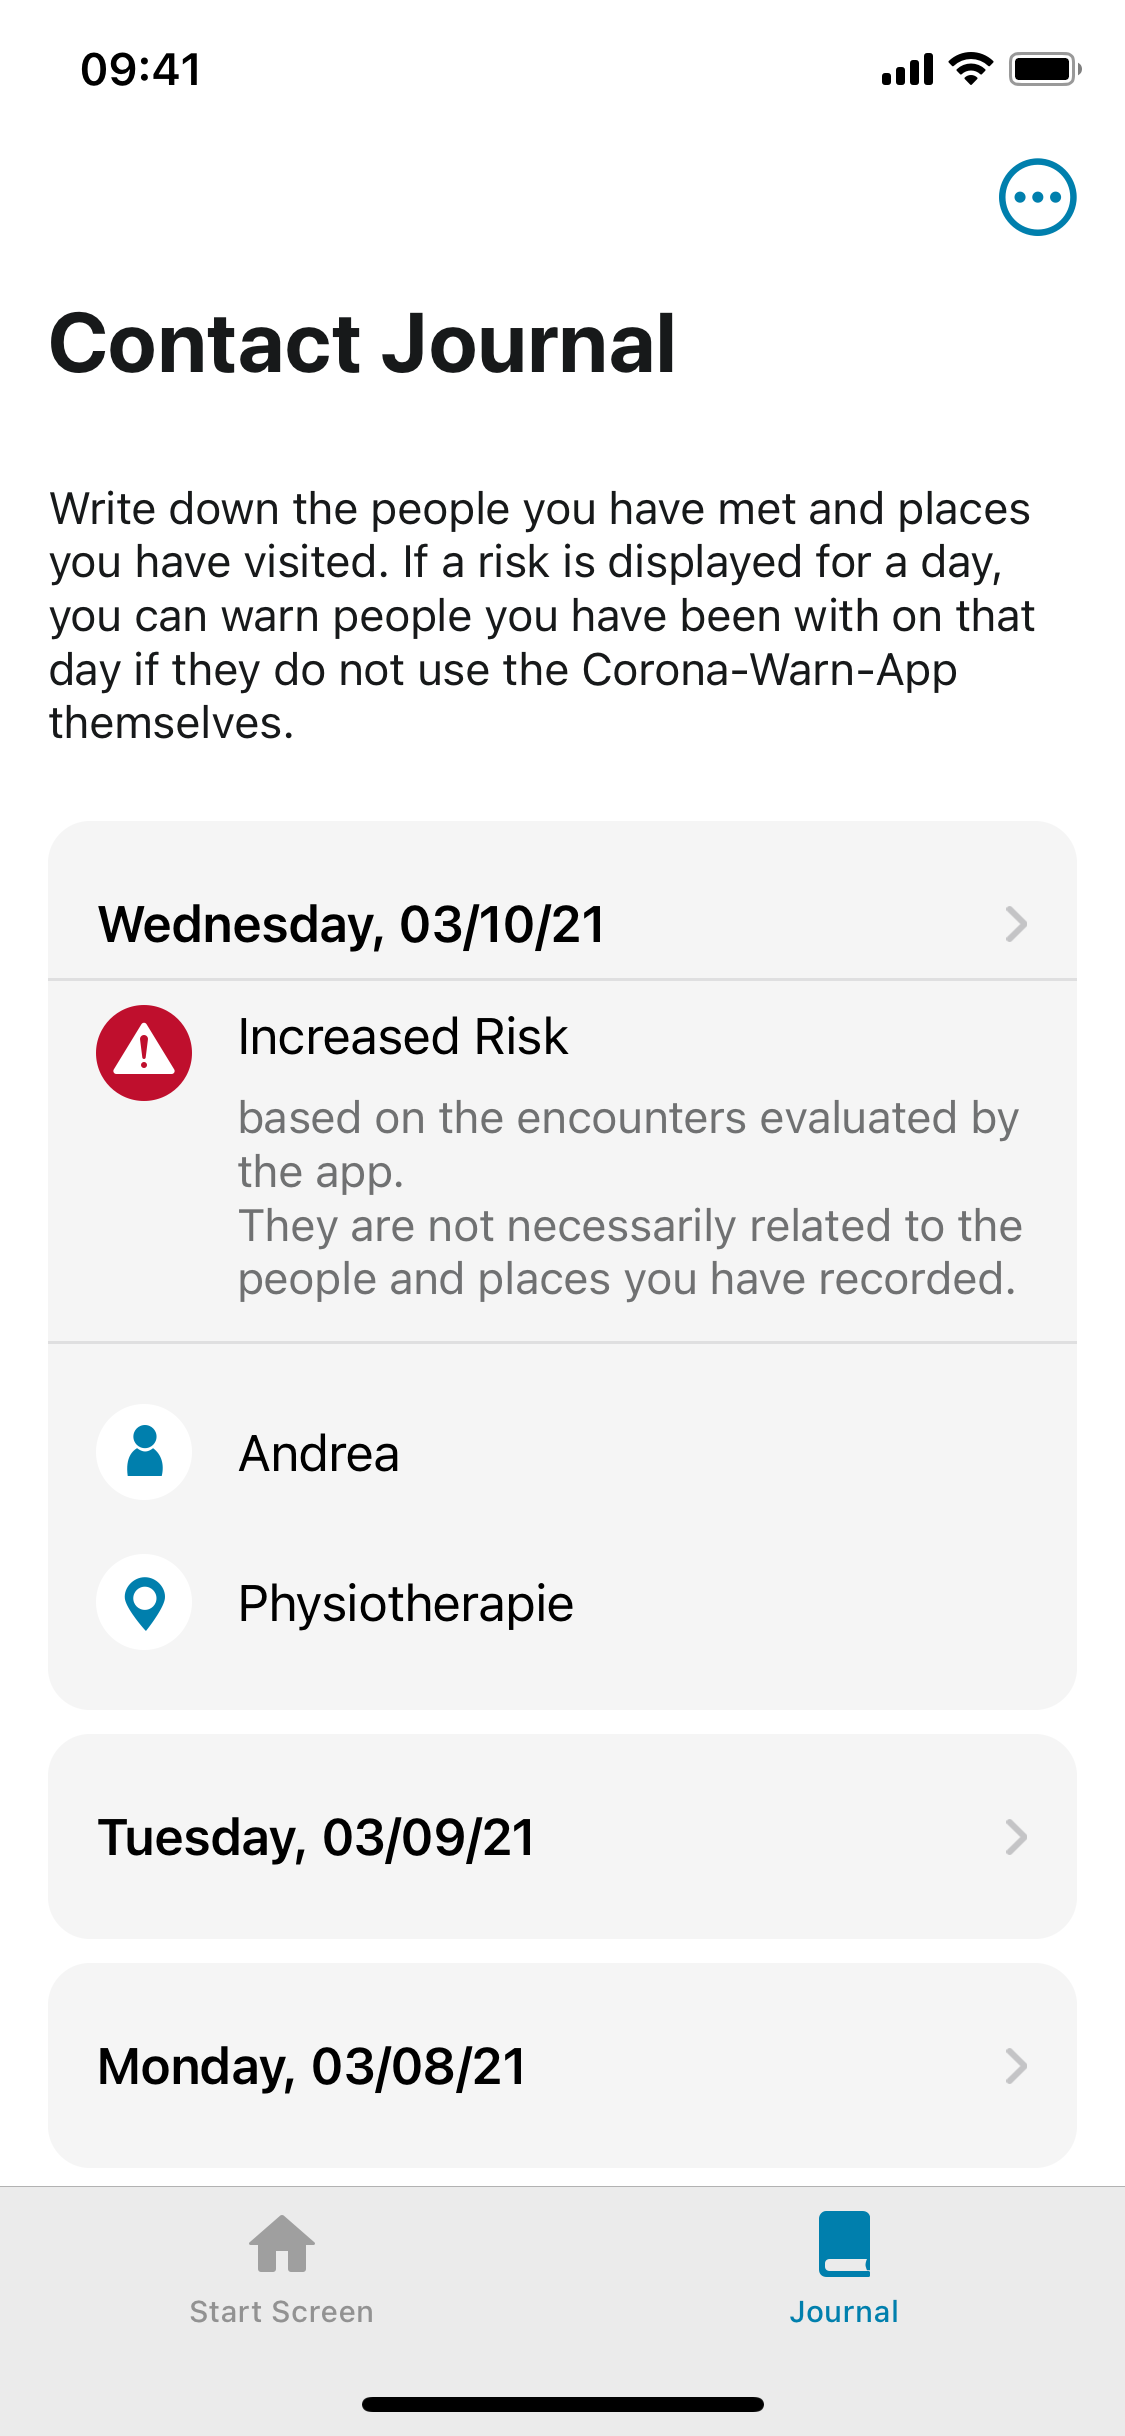 09:41
Contact Journal
Write down the people you have met and places
you have visited. If a risk is displayed for a day,
you can warn people you have been with on that
day if they do not use the Corona-Warn-App
themselves.
Wednesday, 03/10/21
Increased Risk
based on the encounters evaluated by
the app.
They are not necessarily related to the
people and places you have recorded.
Andrea
Physiotherapie
Tuesday, 03/09/21
Monday, 03/08/21
Start Screen
Journal